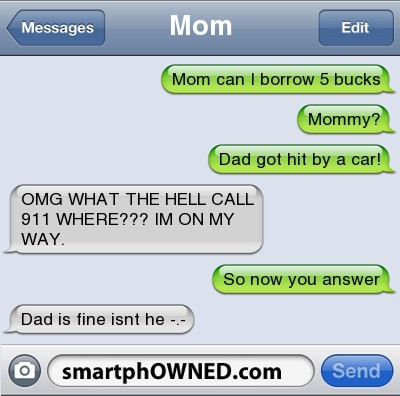 Messages
Mom
Edit
Mom can I borrow 5 bucks
Mommy?
Dad got hit by a car!
OMG WHAT THE HELL CALL
911 WHERE??? IM ON MY
WAY.
So now you answer
Dad is fine isnt he -.-
smartphOWNED.com
Send